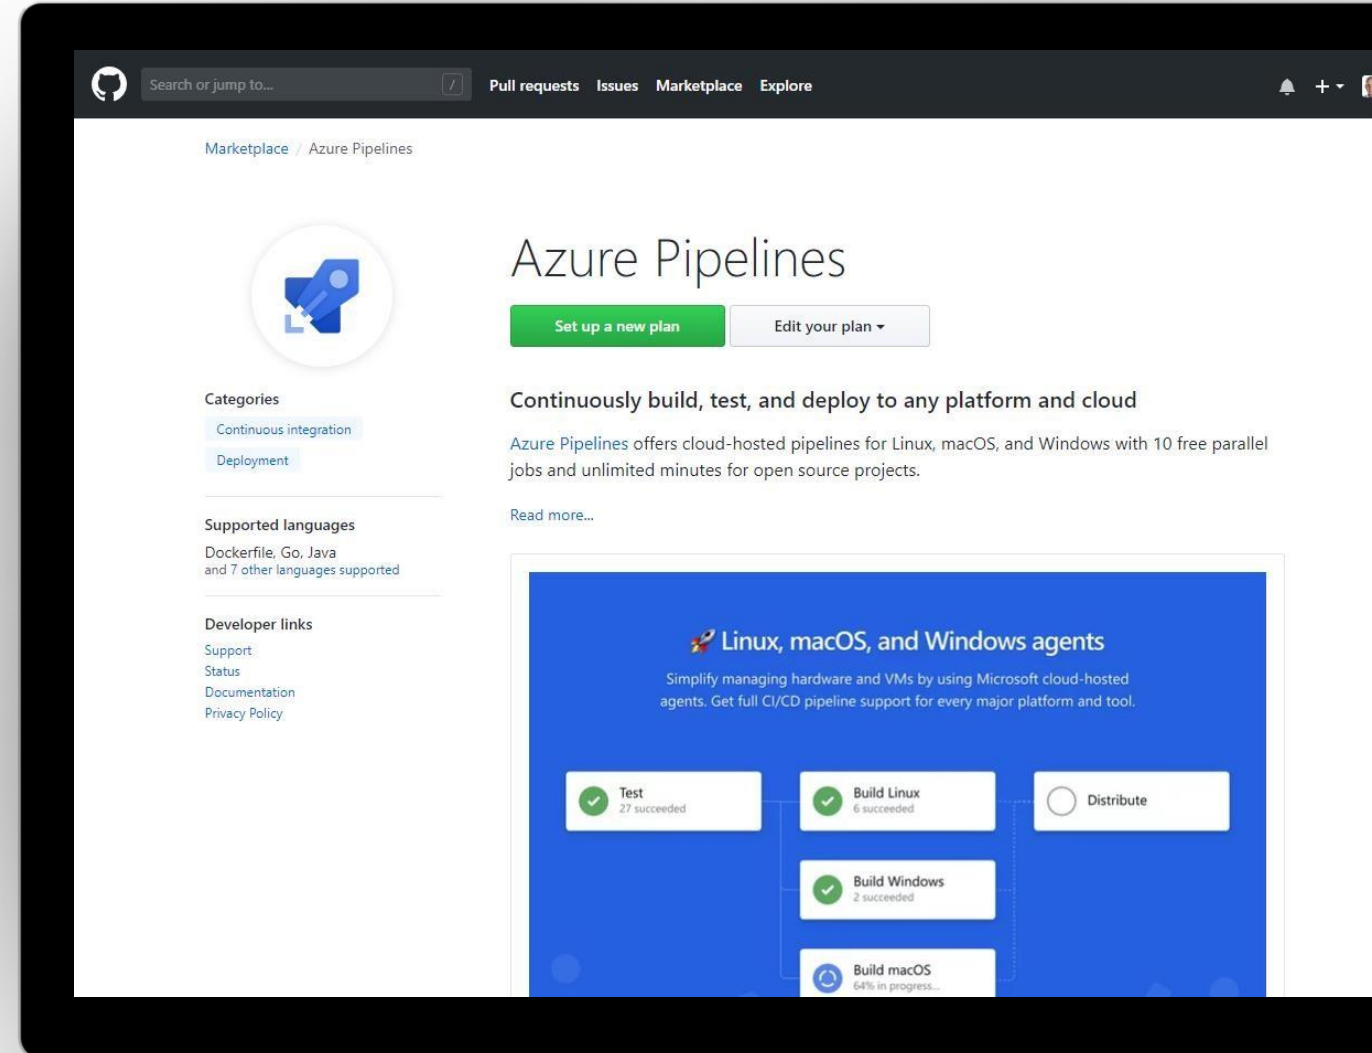 Search or jump to... /
Pull requests Issues Marketplace Explore
Marketplace / Azure Pipelines
Azure Pipelines
Set up a new plan
Edit your plan
Categories
Continuous integration
Deployment
Supported languages
Dockerfile, Go, Java
and 7 other languages supported
Developer links
Support
Status
Documentation
Privacy Policy
Continuously build, test, and deploy to any platform and cloud
Azure Pipelines offers cloud-hosted pipelines for Linux, macOS, and Windows with 10 free parallel
jobs and unlimited minutes for open source projects.
Read more...
🚀 Linux, macOS, and Windows agents
Simplify managing hardware and VMs by using Microsoft cloud-hosted
agents. Get full CI/CD pipeline support for every major platform and tool.
Test
27 succeeded
Build Linux
6 succeeded
Distribute
Build Windows
2 succeeded
Build macOS
64% in progress...